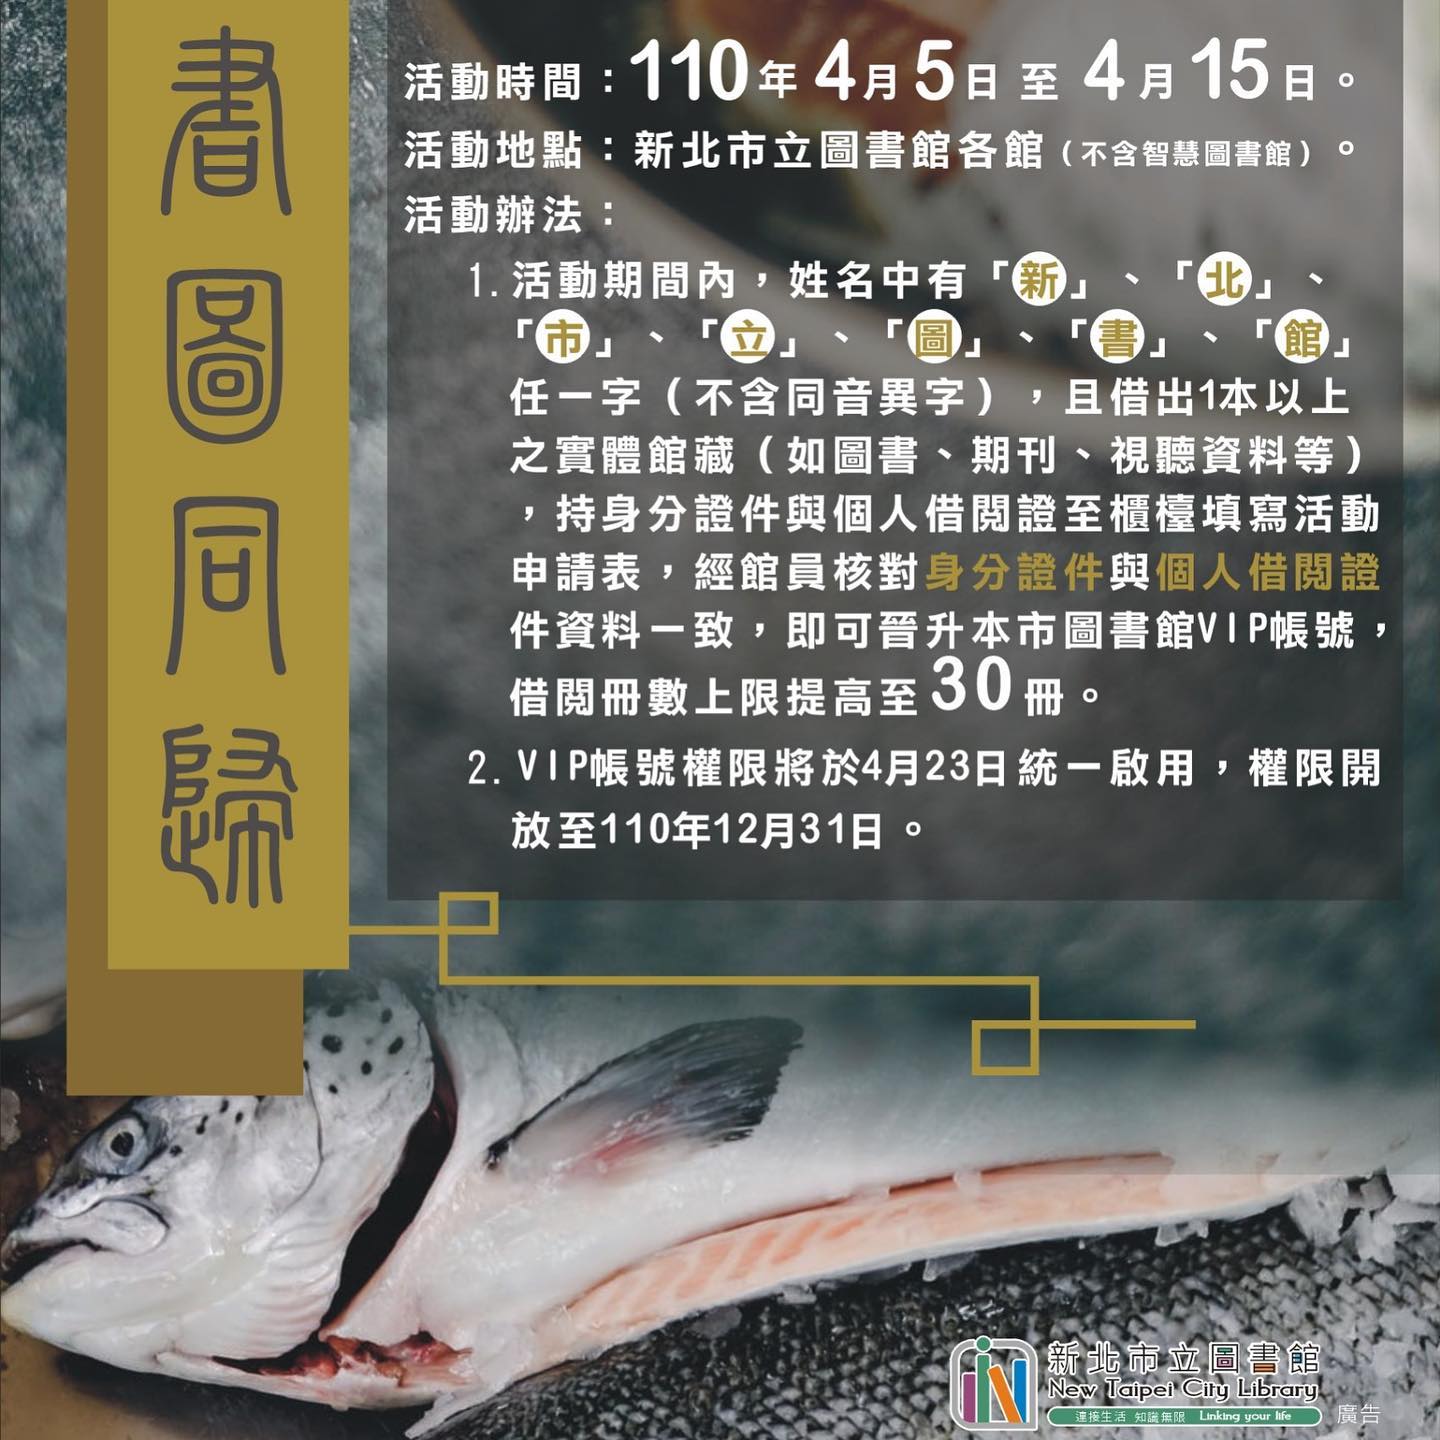 書圖同歸
活動時間：110年4月5日至4月15日。
活動地點：新北市立圖書館各館（不含智慧圖書館）。
活動辦法：
1.活動期間內，姓名中有「新」、「北」、
「市」、「立」、「圖」、「書」、「館」
任一字（不含同音異字），且借出1本以上
之實體館藏（如圖書、期刊、視聽資料等）
，持身分證件與個人借閱證至櫃檯填寫活動
申請表，經館員核對身分證件與個人借閱證
件資料一致，即可晉升本市圖書館VIP帳號，
借閱冊數上限提高至30冊。
2.VIP帳號權限將於4月23日統一啟用，權限開
放至110年12月31日。
新北市立圖書館
New Taipei City Library
連接生活 知識無限 Linking your life
廣告